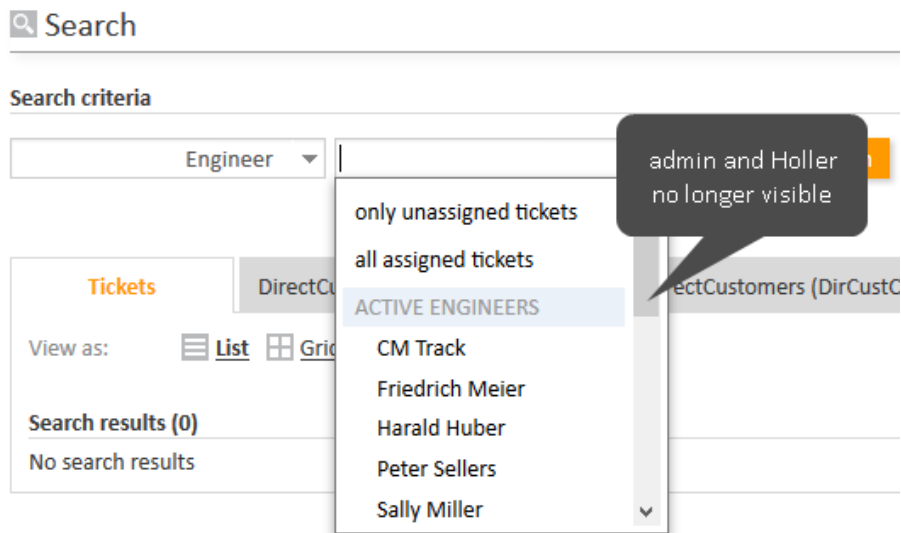 Search
Search criteria
Engineer
admin and Holler
no longer visible
only unassigned tickets
all assigned tickets
ACTIVE ENGINEERS
CM Track
Friedrich Meier
Harald Huber
Peter Sellers
Sally Miller
Tickets
View as:
List
Search results (0)
No search results